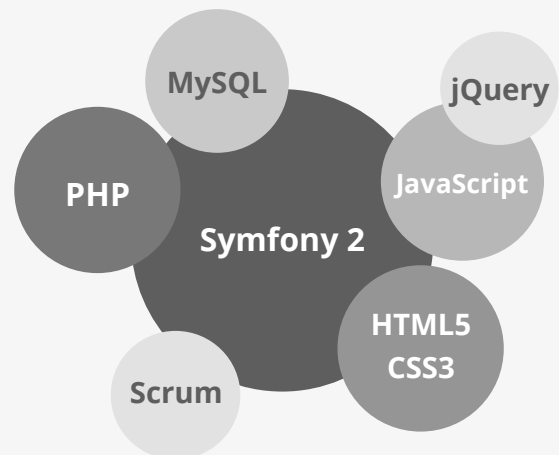 MySQL
jQuery
PHP
JavaScript
Symfony 2
HTML5
CSS3
Scrum